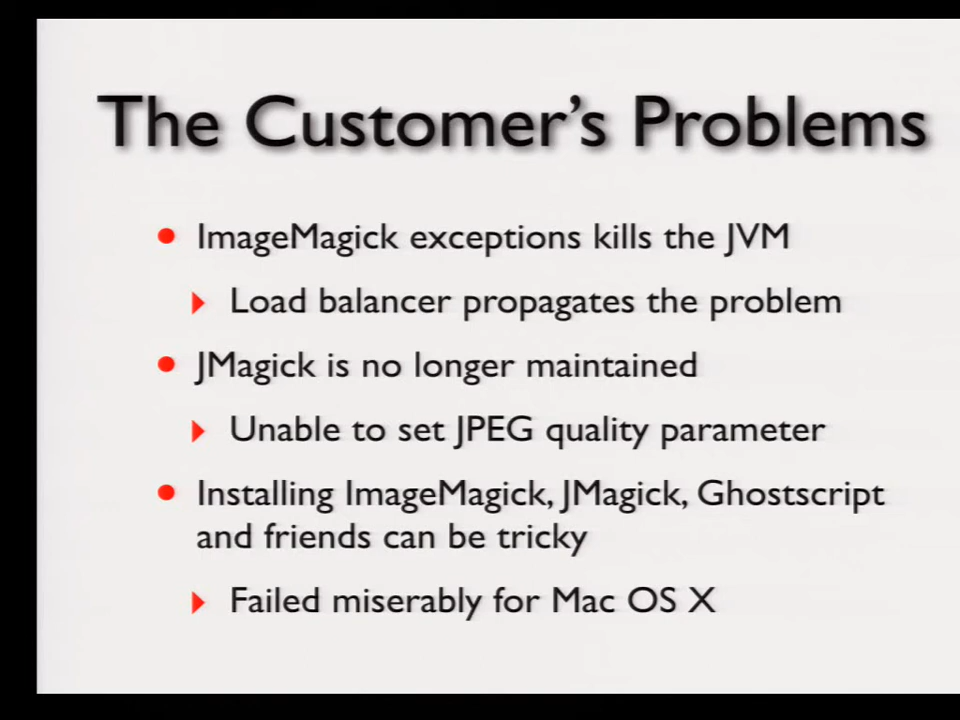 The Customer's Problems
ImageMagick exceptions kills the JVM
Load balancer propagates the problem
JMagick is no longer maintained
Unable to set JPEG quality parameter
Installing ImageMagick, JMagick, Ghostscript
and friends can be tricky
Failed miserably for Mac OS X